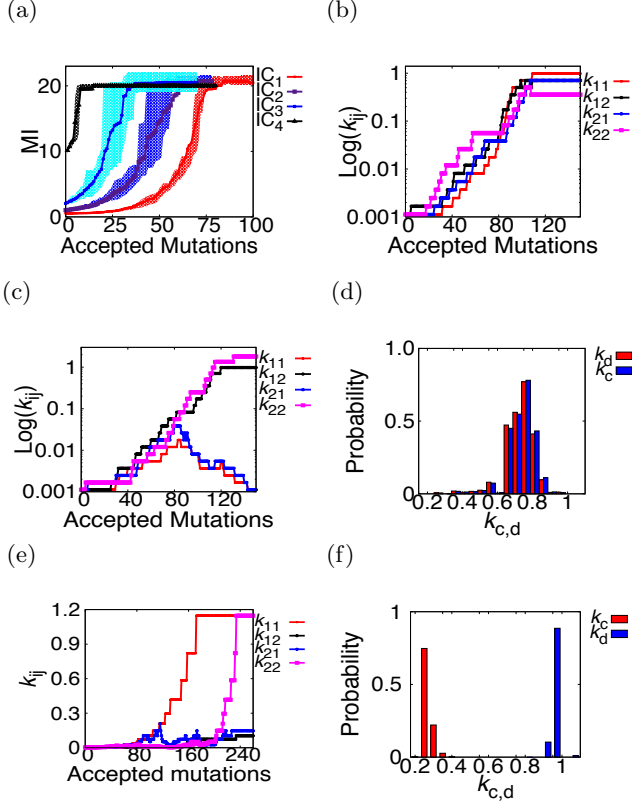 (a)
(b)
MI
20
10
0
0 25 50 75 100
Accepted Mutations
IC1
IC2
IC3
IC4
Log(kij)
1
0.1
0.01
0.001
0 40 80 120
Accepted Mutations
k11
k12
k21
k22
(c)
(d)
Log(kij)
1
0.1
0.01
0.001
0 40 80 120
Accepted Mutations
k11
k12
k21
k22
Probability
1.0
0.5
0
0.2 0.4 0.6 0.8 1
kc,d
kd
kc
(e)
(f)
kij
1.2
0.9
0.6
0.3
0
0 80 160 240
Accepted mutations
k11
k12
k21
k22
Probability
1
0.5
0
0.2 0.4 0.6 0.8 1
kc,d
kc
kd